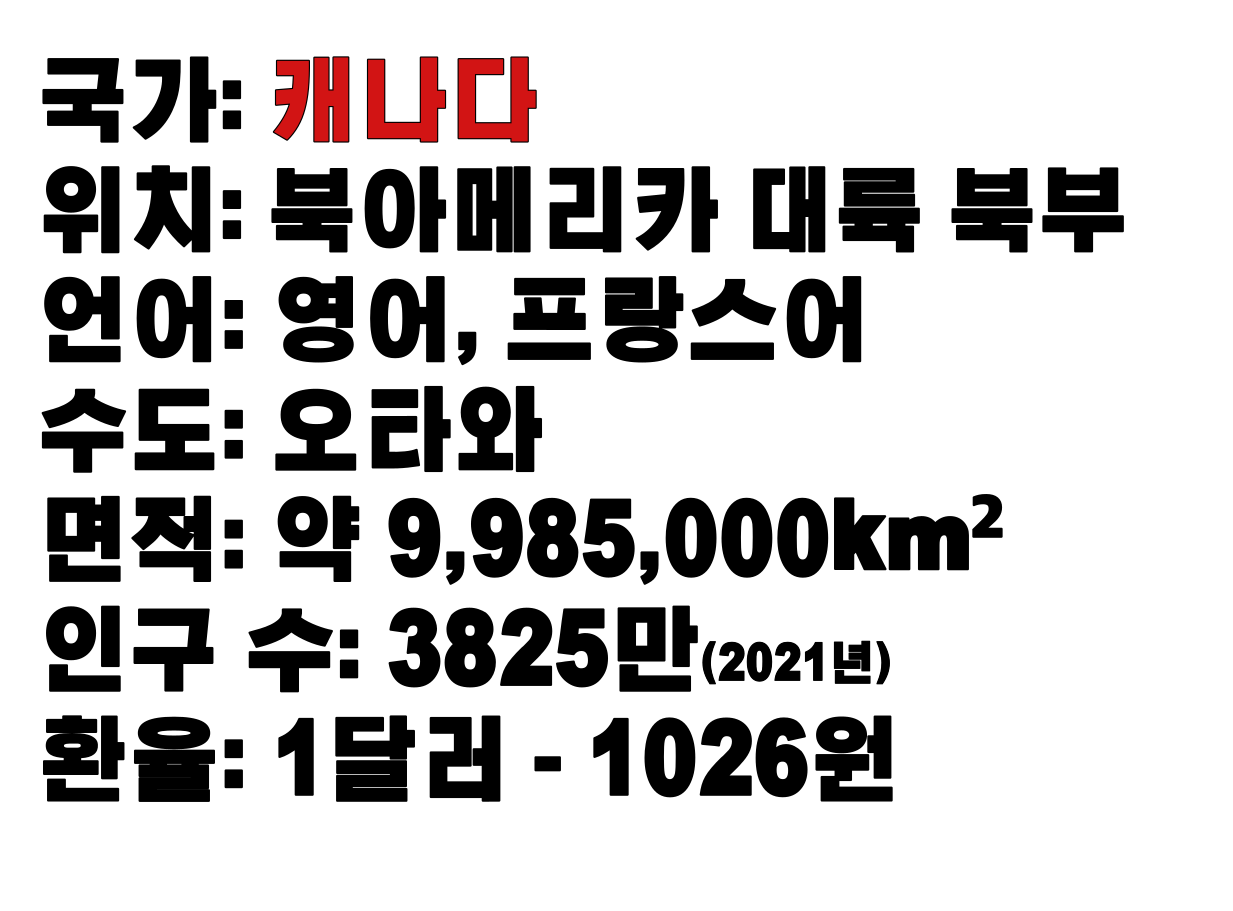 국가: 캐나다
위치: 북아메리카 대륙 북부
언어: 영어, 프랑스어
수도: 오타와
면적: 약 9,985,000km²
인구 수: 3825만(2021년)
환율: 1달러 - 1026원